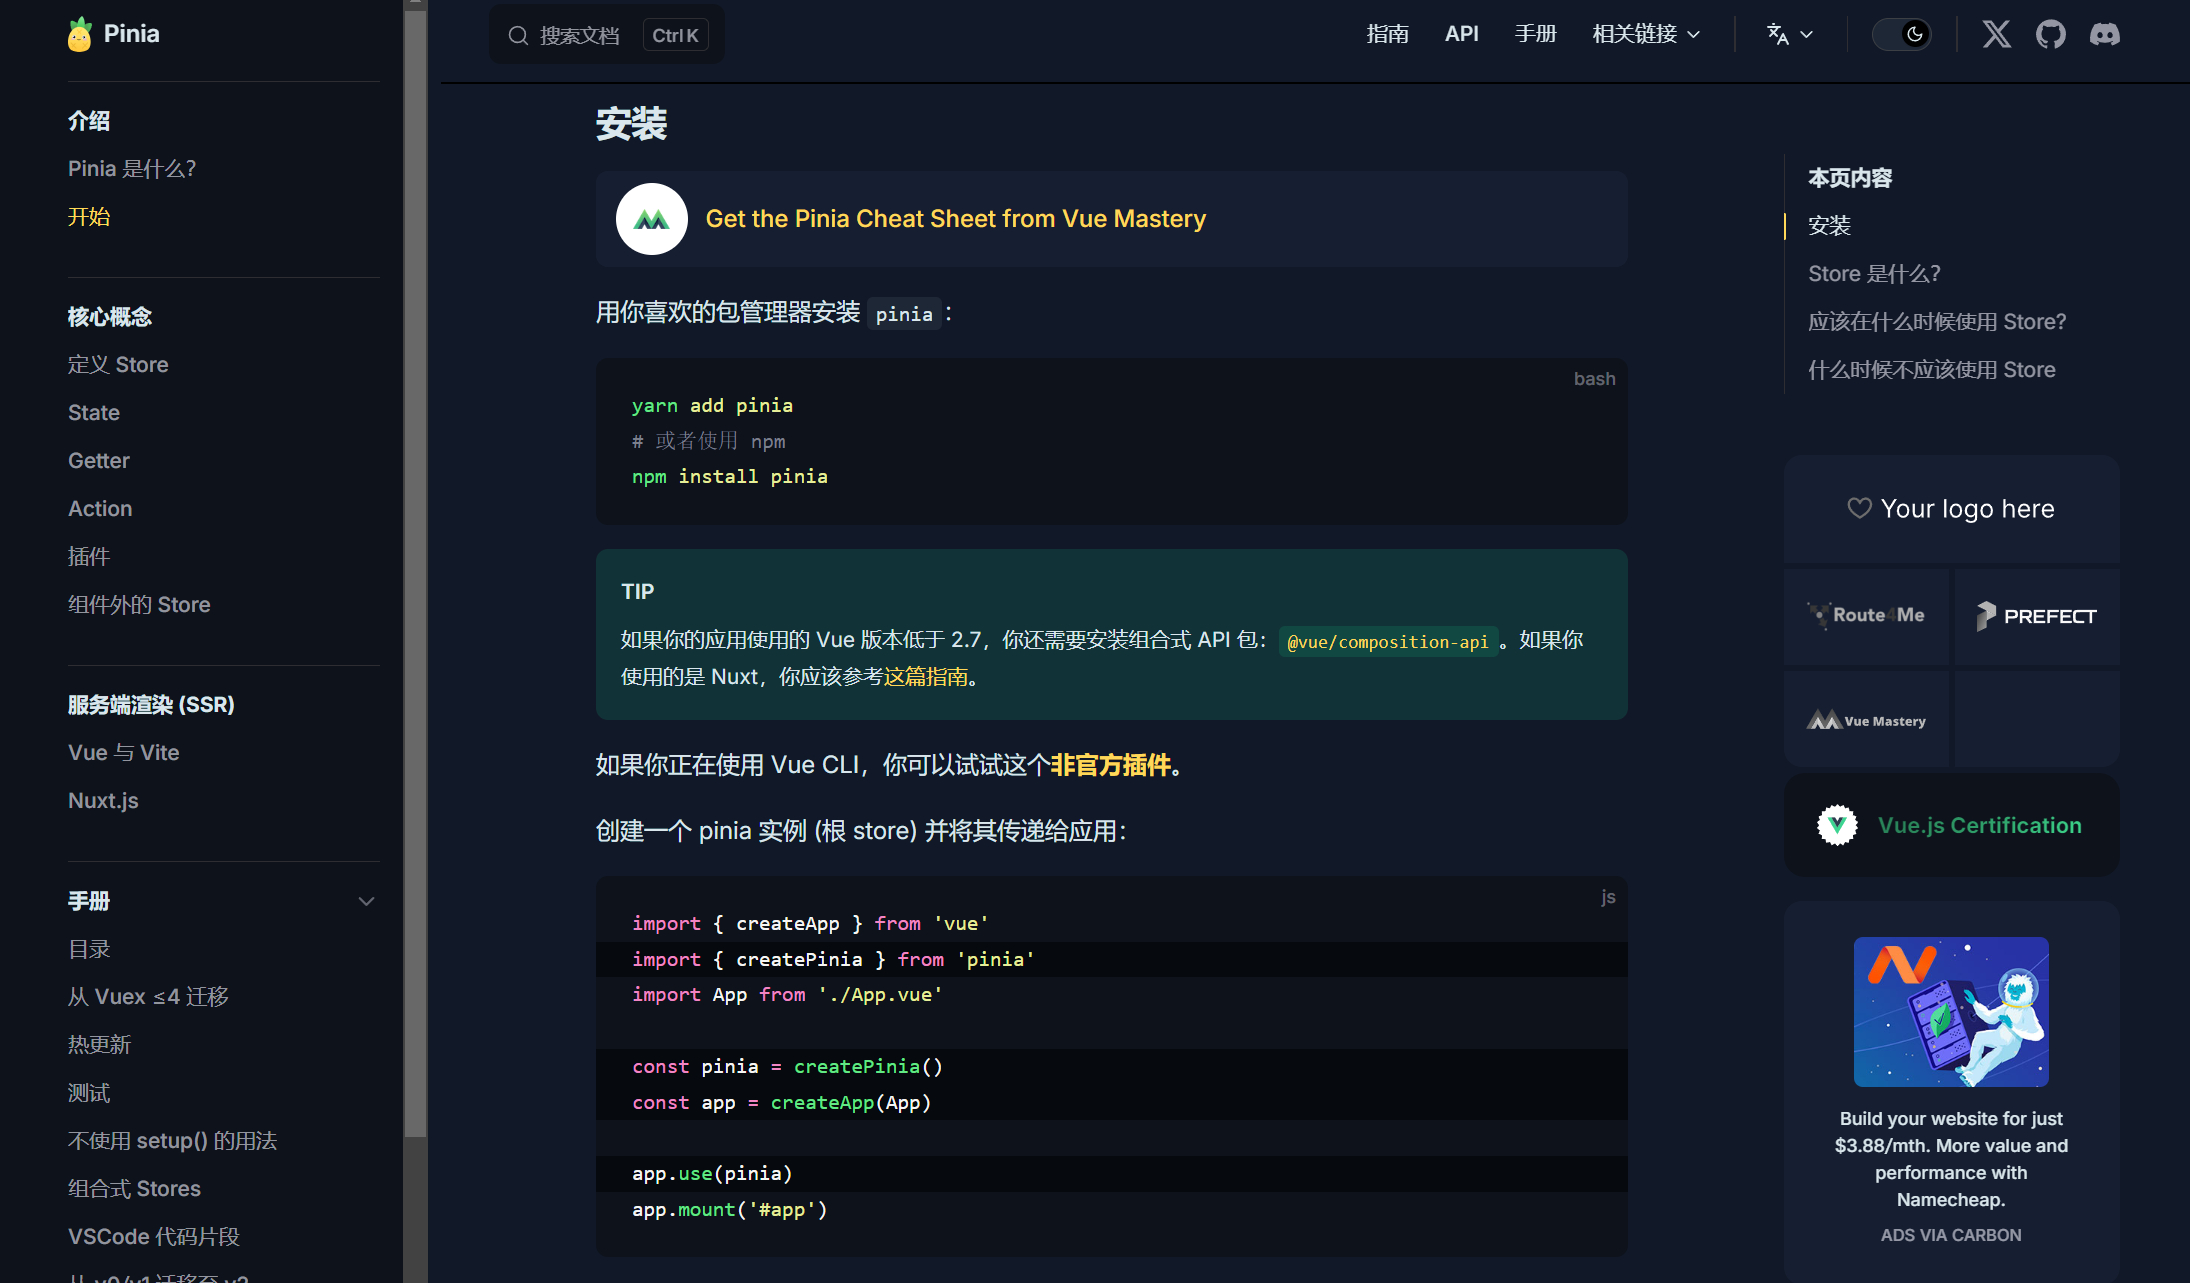 Pinia
搜索文档
Ctrl K
指南
API
手册
相关链接
介绍
Pinia 是什么?
开始
核心概念
定义 Store
State
Getter
Action
插件
组件外的 Store
服务端渲染 (SSR)
Vue 与 Vite
Nuxt.js
手册
目录
从 Vuex ≤4 迁移
热更新
测试
不使用 setup() 的用法
组合式 Stores
VSCode 代码片段
从 v0/v1 迁移至 v2
安装
Get the Pinia Cheat Sheet from Vue Mastery
用你喜欢的包管理器安装 pinia：
bash
yarn add pinia
# 或者使用 npm
npm install pinia
TIP
如果你的应用使用的 Vue 版本低于 2.7，你还需要安装组合式 API 包：@vue/composition-api。如果你
使用的是 Nuxt，你应该参考这篇指南。
如果你正在使用 Vue CLI，你可以试试这个非官方插件。
创建一个 pinia 实例 (根 store) 并将其传递给应用：
js
import { createApp } from 'vue'
import { createPinia } from 'pinia'
import App from './App.vue'
const pinia = createPinia()
const app = createApp(App)
app.use(pinia)
app.mount('#app')
本页内容
安装
Store 是什么?
应该在什么时候使用 Store?
什么时候不应该使用 Store
Your logo here
Route4Me
PREFECT
Vue Mastery
Vue.js Certification
Build your website for just
$3.88/mth. More value and
performance with
Namecheap.
ADS VIA CARBON